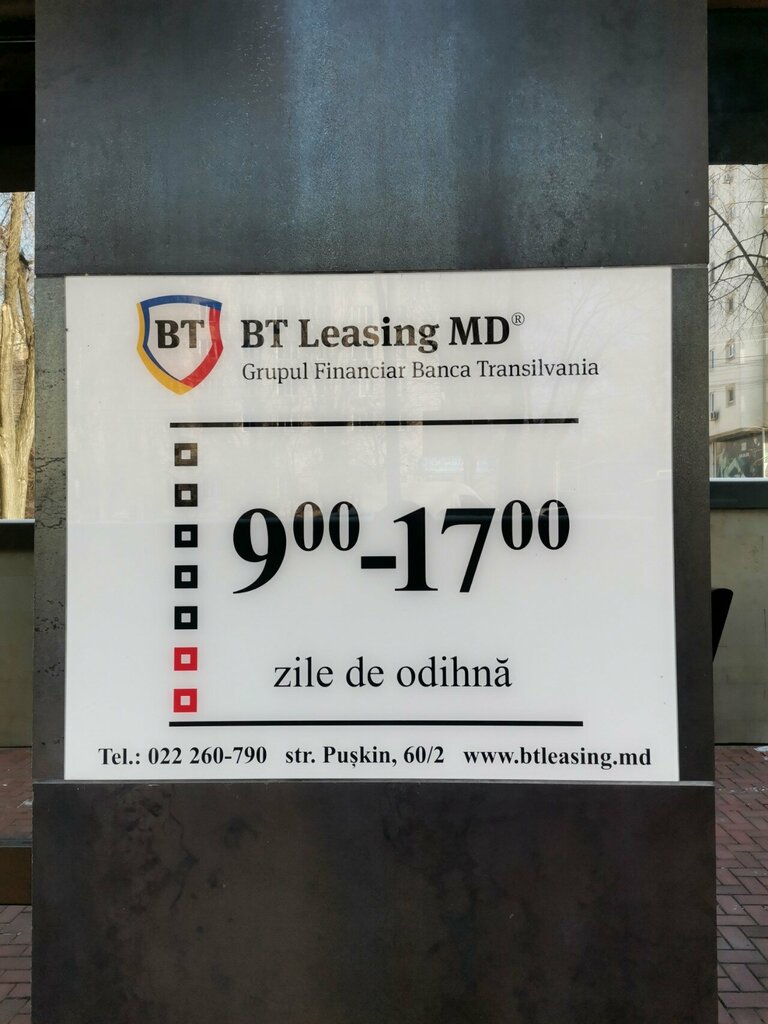 BT BT Leasing MD®
Grupul Financiar Banca Transilvania
9⁰⁰-17⁰⁰
zile de odihnă
Tel.: 022 260-790 str. Pușkin, 60/2 www.btleasing.md